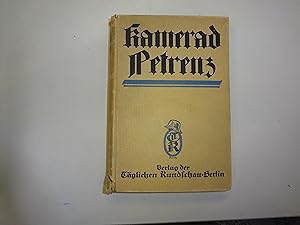 Kamerad
Petrenz
Verlag der
Täglichen Rundschau-Berlin